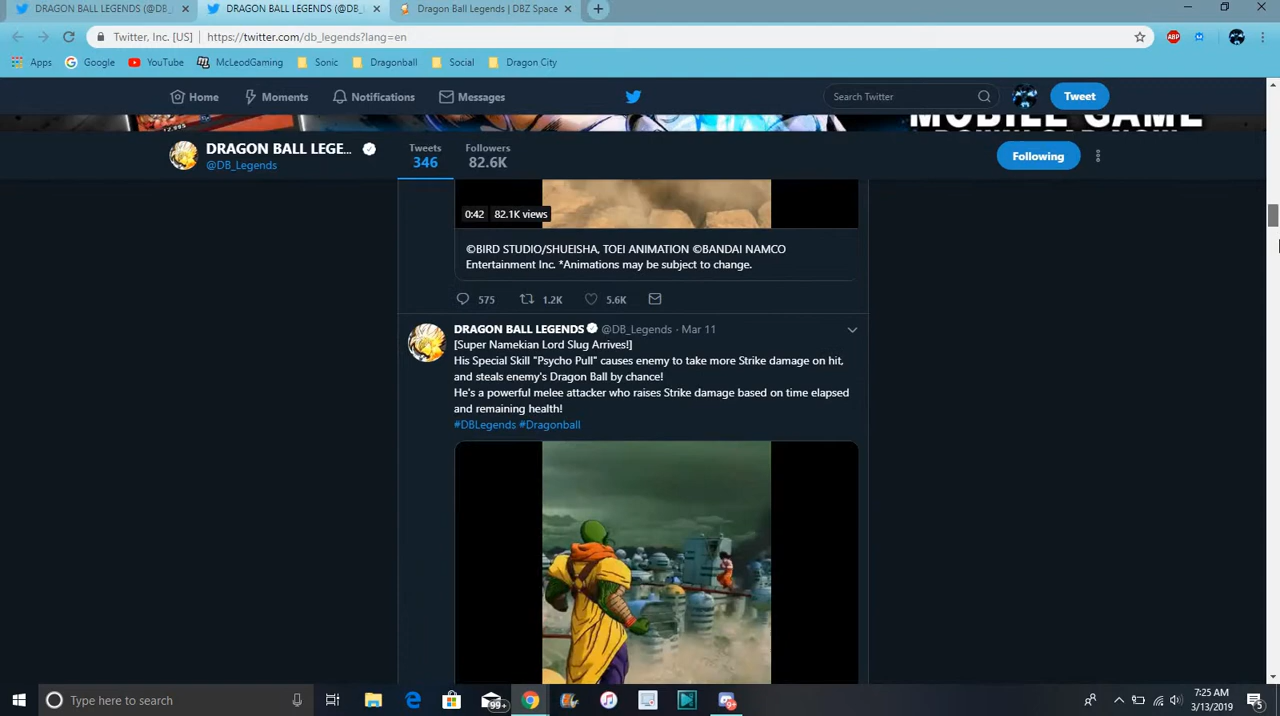 DRAGON BALL LEGENDS (@DB_
DRAGON BALL LEGENDS (@DB_
Dragon Ball Legends | DBZ Space
Twitter, Inc. [US] | https://twitter.com/db_legends?lang=en
ABP
Apps
Google
YouTube
McLeodGaming
Sonic
Dragonball
Social
Dragon City
Home
Moments
Notifications
Messages
Search Twitter
Tweet
MOBILE GAME
DOWNLOAD NOW
DRAGON BALL LEGE...
@DB_Legends
Tweets
346
Followers
82.6K
Following
0:42
82.1K views
©BIRD STUDIO/SHUEISHA, TOEI ANIMATION ©BANDAI NAMCO
Entertainment Inc. *Animations may be subject to change.
575
1.2K
5.6K
DRAGON BALL LEGENDS @DB_Legends · Mar 11
[Super Namekian Lord Slug Arrives!]
His Special Skill "Psycho Pull" causes enemy to take more Strike damage on hit,
and steals enemy's Dragon Ball by chance!
He's a powerful melee attacker who raises Strike damage based on time elapsed
and remaining health!
#DBLegends #Dragonball
Type here to search
99+
9+
7:25 AM
3/13/2019
5